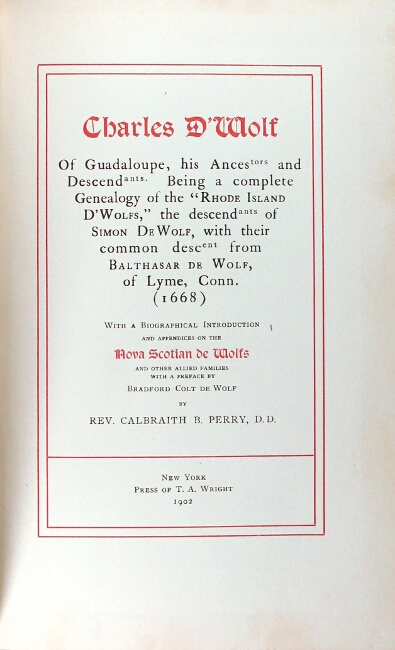 Charles D'Wolf
Of Guadaloupe, his Ancestors and
Descendants. Being a complete
Genealogy of the "Rhode Island
D'Wolfs," the descendants of
Simon DeWolf, with their
common descent from
Balthasar de Wolf,
of Lyme, Conn.
(1668)
With a Biographical Introduction
and appendices on the
Nova Scotian de Wolfs
and other allied families
with a preface by
Bradford Colt de Wolf
by
REV. CALBRAITH B. PERRY, D.D.
New York
Press of T. A. Wright
1902